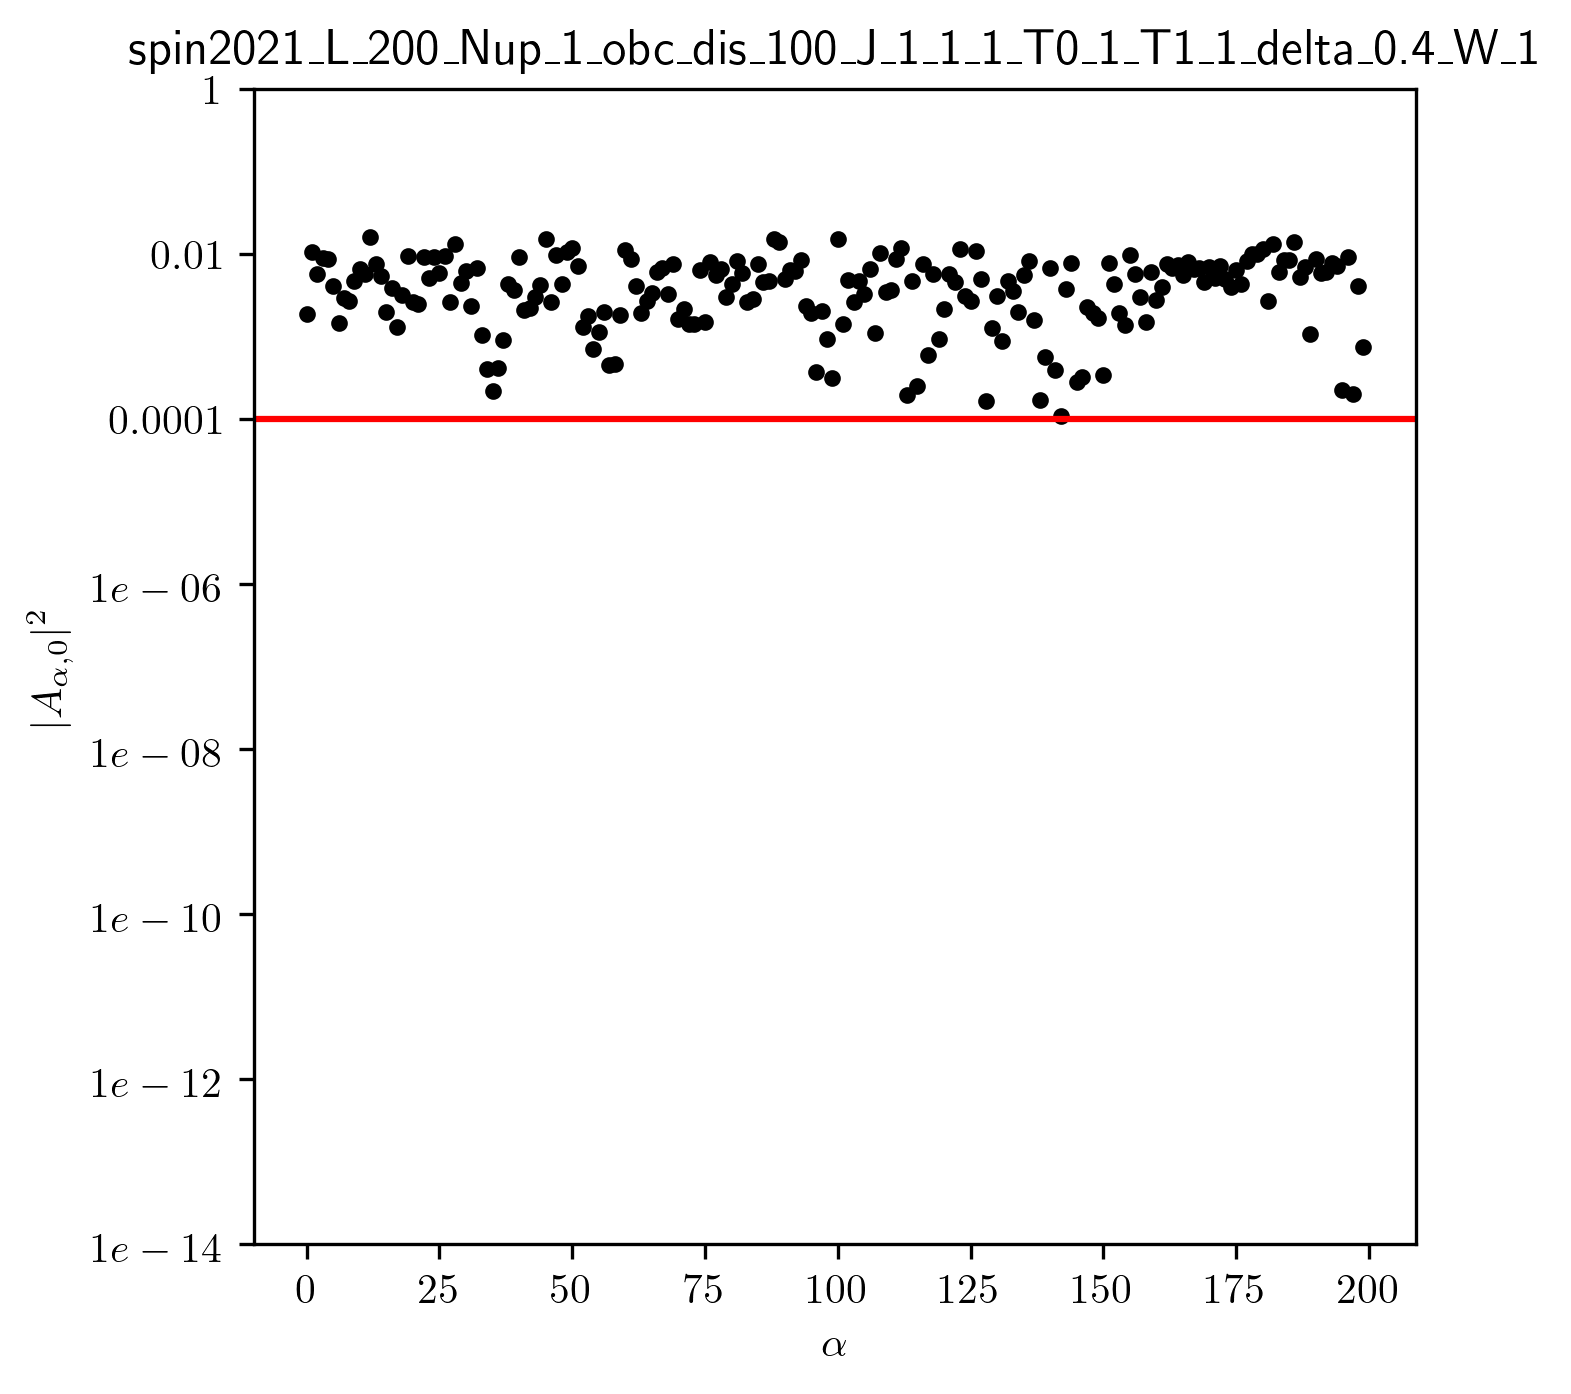 spin2021_L_200_Nup_1_obc_dis_100_J_1_1_1_T0_1_T1_1_delta_0.4_W_1
1
0.01
0.0001
1e − 06
1e − 08
1e − 10
1e − 12
1e − 14
|A_{α,0}|^2
0 25 50 75 100 125 150 175 200
α